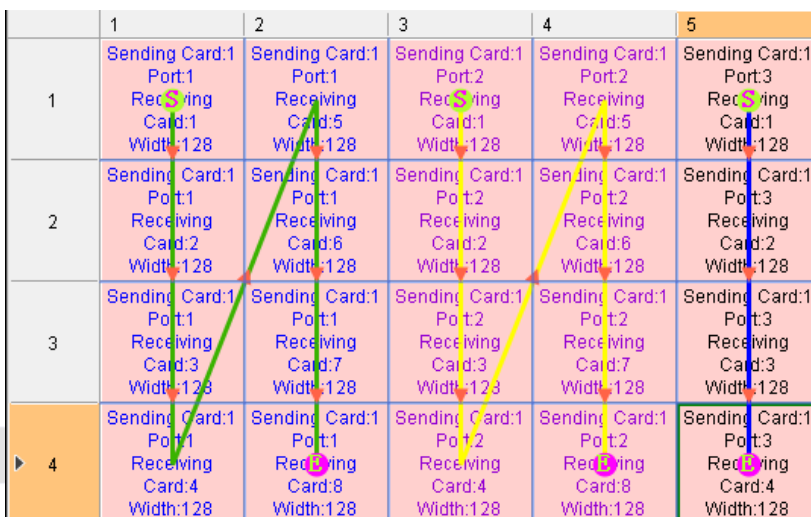 1 2 3 4 5
1
Sending Card:1 Sending Card:1 Sending Card:1 Sending Card:1 Sending Card:1
Port:1 Port:1 Port:2 Port:2 Port:3
Receiving Receiving Receiving Receiving Receiving
Card:1 Card:5 Card:1 Card:5 Card:1
Width:128 Width:128 Width:128 Width:128 Width:128
S S S
2
Sending Card:1 Sending Card:1 Sending Card:1 Sending Card:1 Sending Card:1
Port:1 Port:1 Port:2 Port:2 Port:3
Receiving Receiving Receiving Receiving Receiving
Card:2 Card:6 Card:2 Card:6 Card:2
Width:128 Width:128 Width:128 Width:128 Width:128
3
Sending Card:1 Sending Card:1 Sending Card:1 Sending Card:1 Sending Card:1
Port:1 Port:1 Port:2 Port:2 Port:3
Receiving Receiving Receiving Receiving Receiving
Card:3 Card:7 Card:3 Card:7 Card:3
Width:128 Width:128 Width:128 Width:128 Width:128
4
Sending Card:1 Sending Card:1 Sending Card:1 Sending Card:1 Sending Card:1
Port:1 Port:1 Port:2 Port:2 Port:3
Receiving Receiving Receiving Receiving Receiving
Card:4 Card:8 Card:4 Card:8 Card:4
Width:128 Width:128 Width:128 Width:128 Width:128
E E E